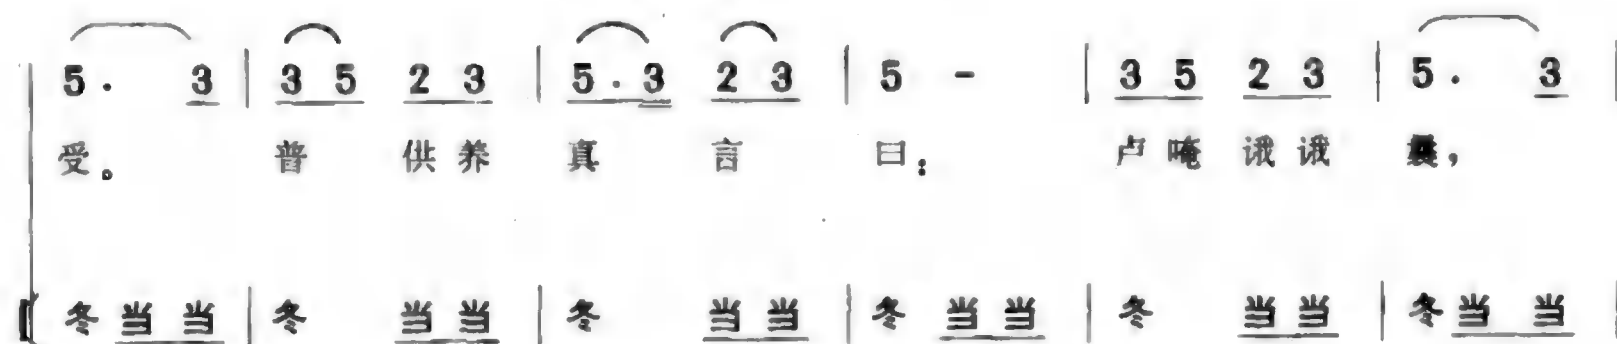 5· 3 | 3 5 2 3 | 5·3 2 3 | 5 - | 3 5 2 3 | 5· 3 |
受。 普 供养 真 言 曰： 卢唵 诚诚 ，
冬 当当 | 冬 当当 | 冬 当当 | 冬 当当 | 冬 当当 | 冬当 当